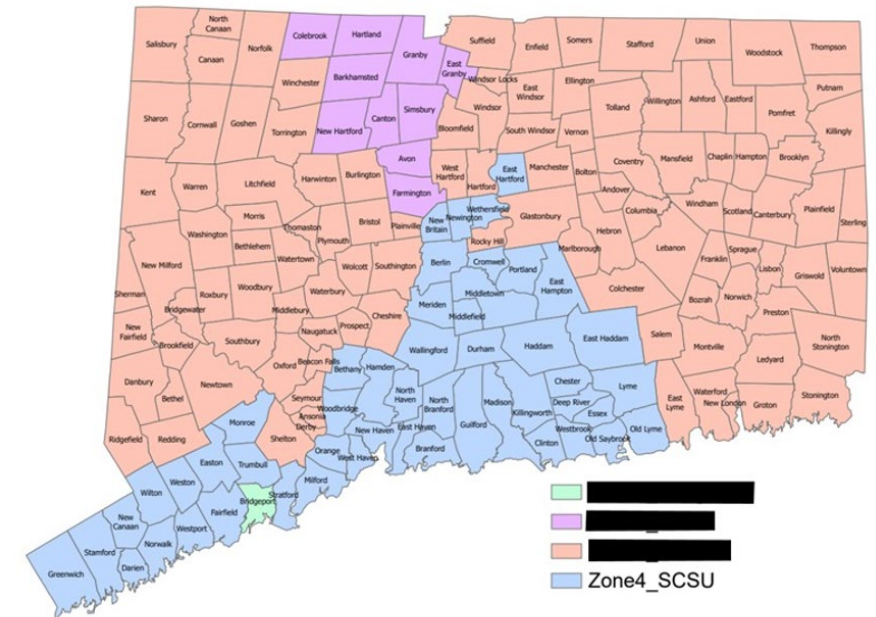 North Canaan
Salisbury
Canaan
Norfolk
Colebrook
Hartland
Granby
East Granby
Suffield
Enfield
Somers
Stafford
Union
Woodstock
Thompson
Winchester
Barkhamsted
Windsor Locks
East Windsor
Ellington
Putnam
Sharon
Cornwall
Goshen
Torrington
New Hartford
Canton
Simsbury
Bloomfield
Windsor
South Windsor
Vernon
Tolland
Willington
Ashford
Eastford
Pomfret
Killingly
Kent
Warren
Litchfield
Harwinton
Burlington
Avon
Farmington
West Hartford
Hartford
East Hartford
Manchester
Bolton
Coventry
Andover
Mansfield
Chaplin
Hampton
Brooklyn
Washington
Morris
Bethlehem
Thomaston
Watertown
Plymouth
Bristol
Plainville
New Britain
Newington
Wethersfield
Rocky Hill
Glastonbury
Marlborough
Hebron
Columbia
Lebanon
Windham
Scotland
Canterbury
Plainfield
Sterling
New Milford
Sherman
Bridgewater
Roxbury
Woodbury
Middlebury
Waterbury
Wolcott
Southington
Berlin
Cromwell
Portland
East Hampton
Colchester
Franklin
Sprague
Lisbon
Griswold
Voluntown
New Fairfield
Brookfield
Southbury
Naugatuck
Prospect
Cheshire
Meriden
Middletown
Middlefield
Bozrah
Norwich
Preston
Danbury
Bethel
Newtown
Oxford
Beacon Falls
Bethany
Hamden
Wallingford
Durham
Haddam
East Haddam
Salem
Montville
Ledyard
North Stonington
Ridgefield
Redding
Monroe
Shelton
Seymour
Ansonia
Derby
Woodbridge
New Haven
North Haven
East Haven
North Branford
Branford
Guilford
Madison
Killingworth
Chester
Deep River
Essex
Westbrook
Clinton
Old Saybrook
Lyme
Old Lyme
East Lyme
Waterford
New London
Groton
Stonington
Wilton
Weston
Easton
Trumbull
Orange
West Haven
Milford
Stratford
Bridgeport
Fairfield
Westport
Norwalk
New Canaan
Darien
Stamford
Greenwich
Zone4_SCSU